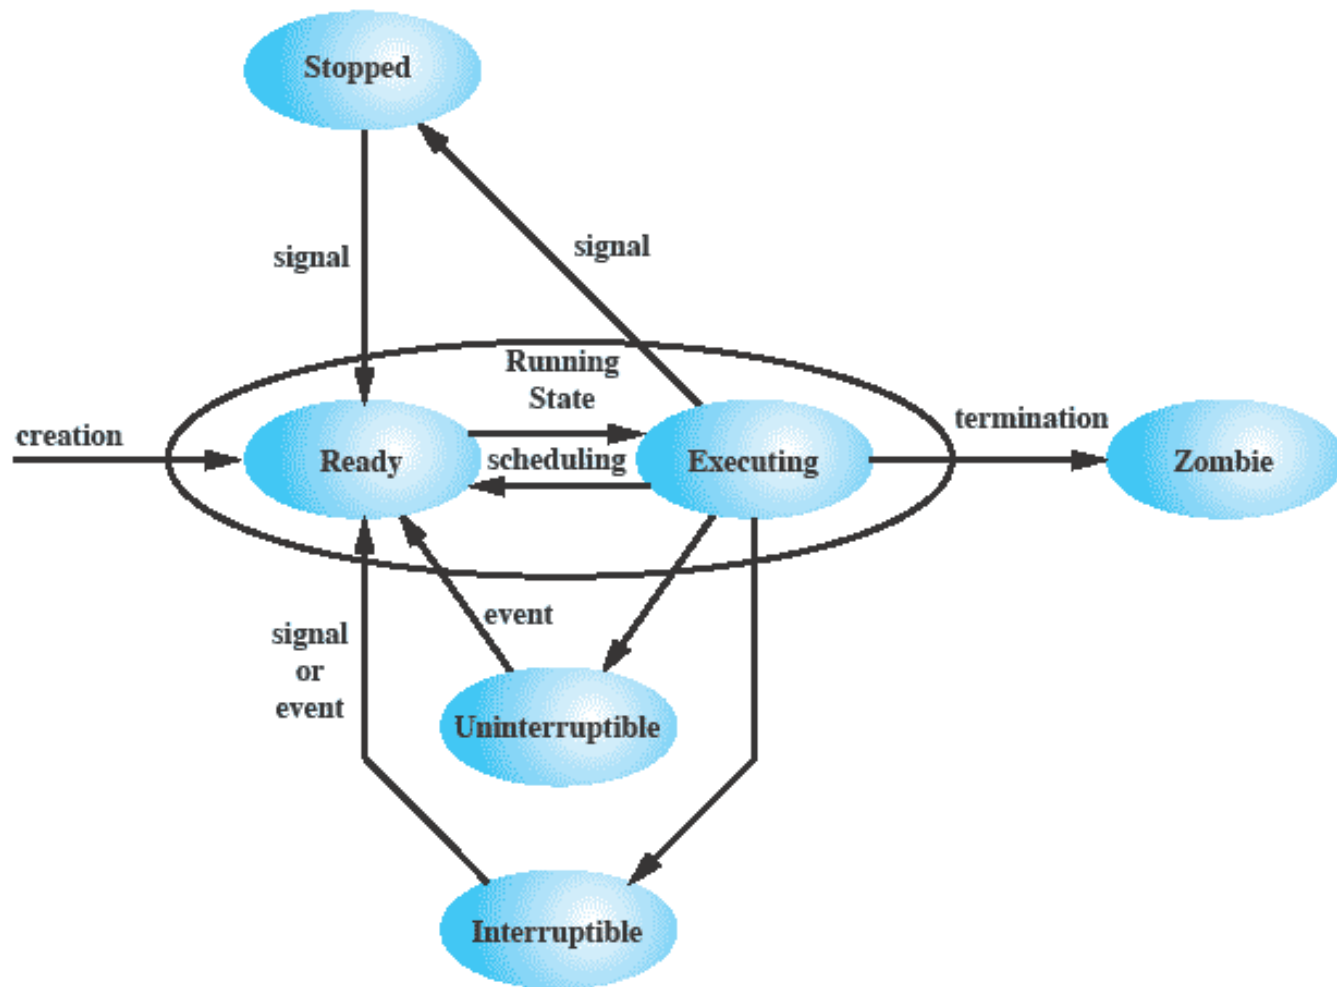 Stopped
signal
signal
Running
State
creation
Ready
scheduling
Executing
termination
Zombie
event
signal
or
event
Uninterruptible
Interruptible